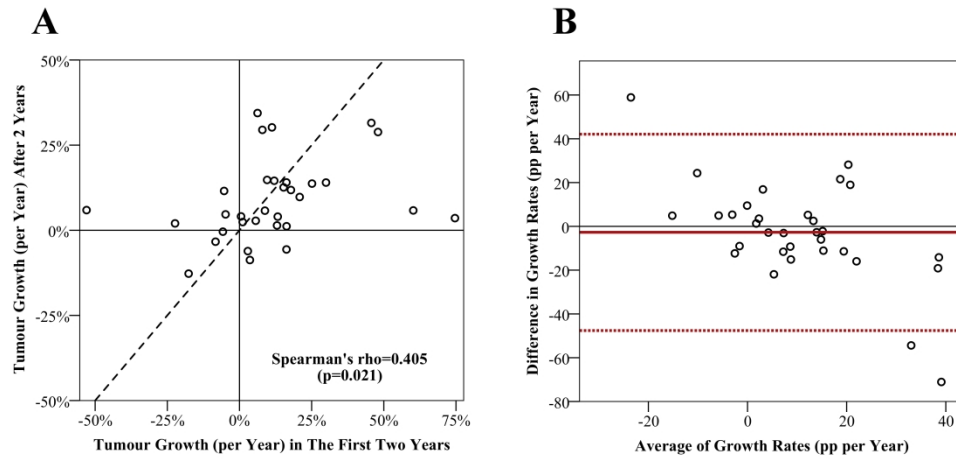 A
50%
25%
0%
-25%
-50%
-50%
-25%
0%
25%
50%
75%
Tumour Growth (per Year) After 2 Years
Spearman's rho=0.405
(p=0.021)
Tumour Growth (per Year) in The First Two Years
B
60
40
20
0
-20
-40
-60
-80
-20
0
20
40
Difference in Growth Rates (pp per Year)
Average of Growth Rates (pp per Year)